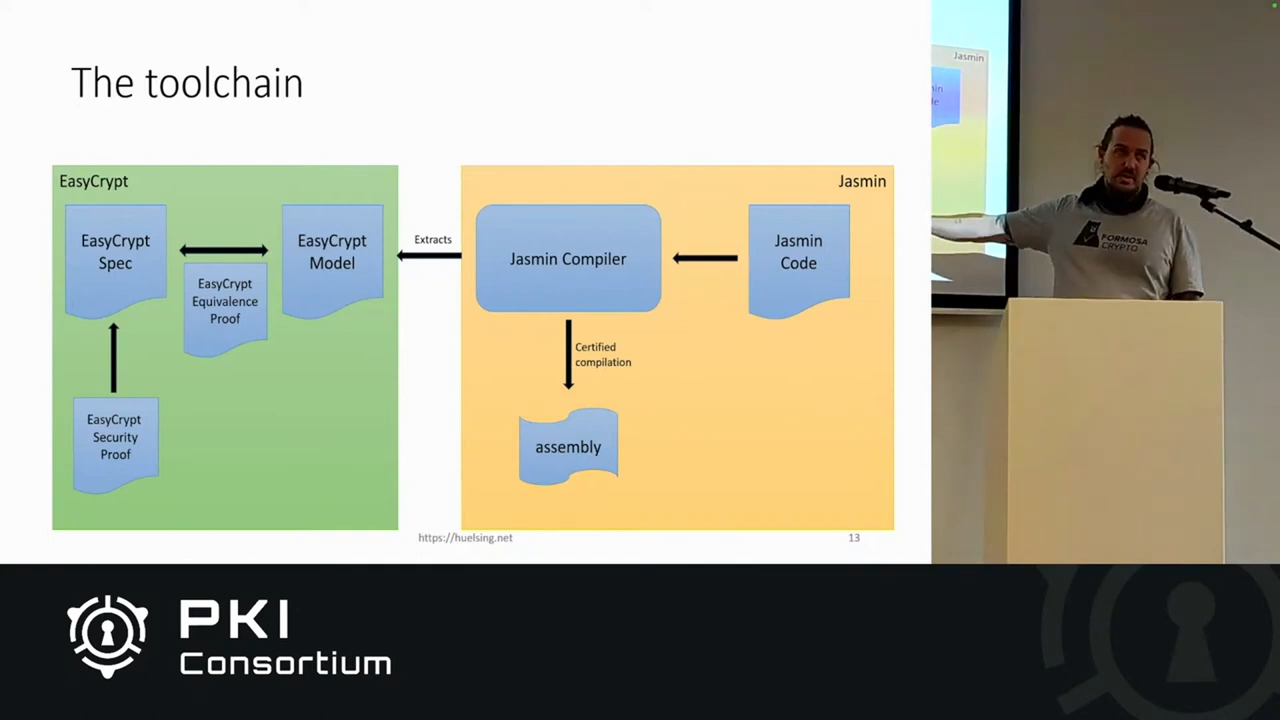 The toolchain
EasyCrypt
EasyCrypt
Spec
EasyCrypt
Model
EasyCrypt
Equivalence
Proof
EasyCrypt
Security
Proof
Extracts
Jasmin
Jasmin Compiler
Jasmin
Code
Certified
compilation
assembly
https://huelsing.net
13
Jasmin
FORMOSA
CRYPTO
PKI
Consortium